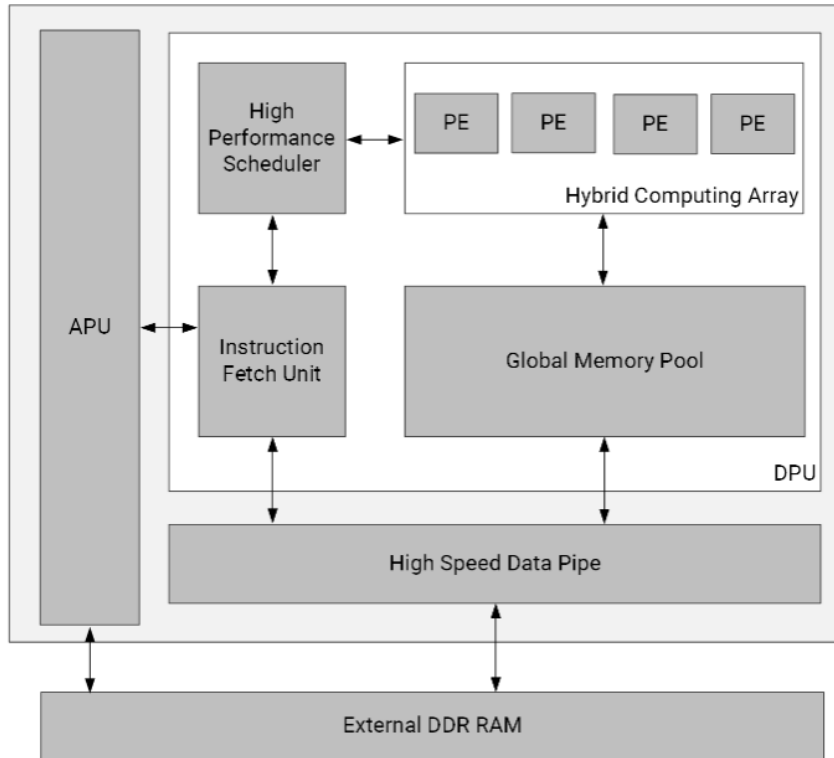 High
Performance
Scheduler
PE PE PE PE
Hybrid Computing Array
APU
Instruction
Fetch Unit
Global Memory Pool
DPU
High Speed Data Pipe
External DDR RAM